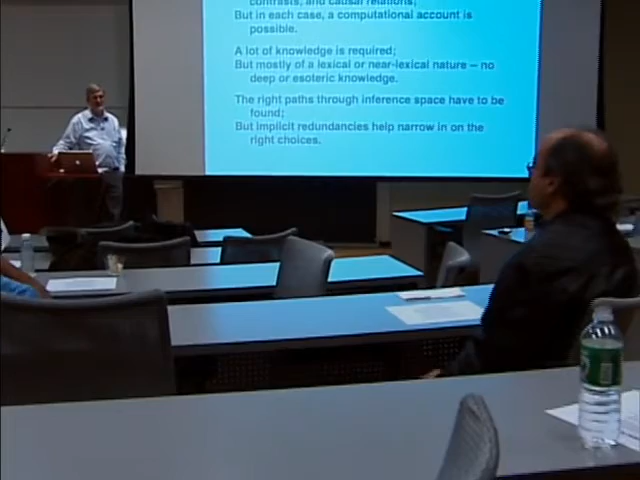 contrasts, and causal relations;
But in each case, a computational account is
possible.
A lot of knowledge is required;
But mostly of a lexical or near-lexical nature – no
deep or esoteric knowledge.
The right paths through inference space have to be
found;
But implicit redundancies help narrow in on the
right choices.